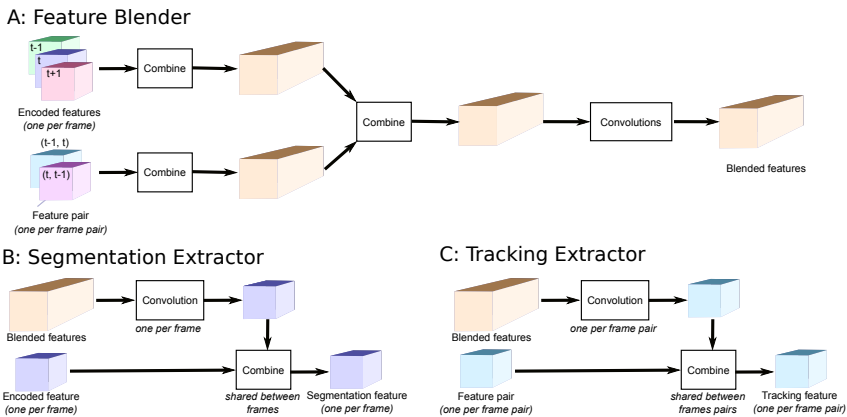 A: Feature Blender
t-1
t
t+1
Combine
Encoded features
(one per frame)
Combine
Convolutions
Blended features
(t-1, t)
(t, t-1)
Combine
Feature pair
(one per frame pair)
B: Segmentation Extractor
Convolution
one per frame
Blended features
Combine
Encoded feature
(one per frame)
shared between
frames
Segmentation feature
(one per frame)
C: Tracking Extractor
Convolution
one per frame pair
Blended features
Combine
Feature pair
(one per frame pair)
shared between
frames pairs
Tracking feature
(one per frame pair)